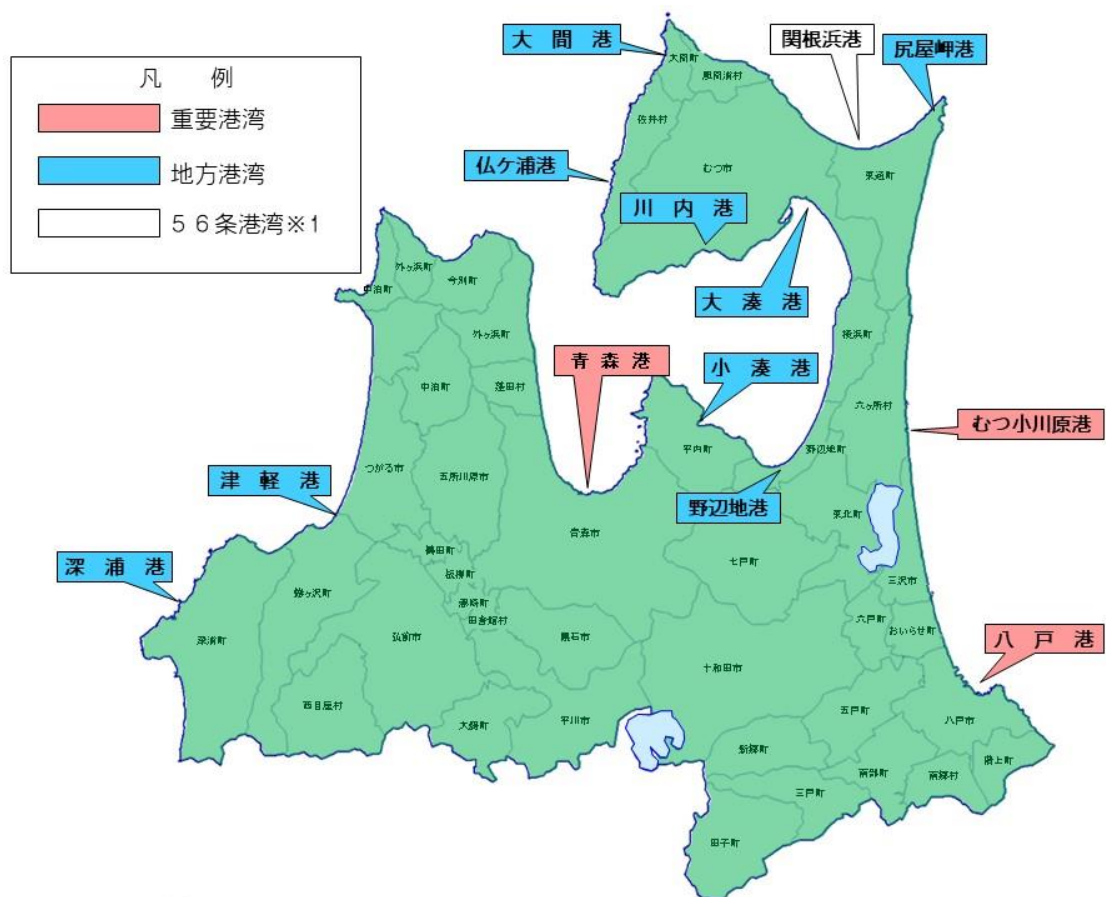 凡　例
重要港湾
地方港湾
５６条港湾※1
大間港
関根浜港
尻屋岬港
大間町
風間浦村
佐井村
仏ケ浦港
むつ市
東通町
川内港
大湊港
外ヶ浜町
今別町
中泊町
外ヶ浜町
横浜町
青森港
小湊港
中泊町
蓬田村
六ヶ所村
むつ小川原港
平内町
野辺地町
つがる市
五所川原市
津軽港
野辺地港
東北町
青森市
深浦港
鶴田町
七戸町
板柳町
三沢市
鰺ヶ沢町
藤崎町
田舎館村
六戸町
おいらせ町
深浦町
弘前市
黒石市
八戸港
十和田市
西目屋村
五戸町
大鰐町
平川市
八戸市
新郷町
南部町
南郷村
階上町
三戸町
田子町